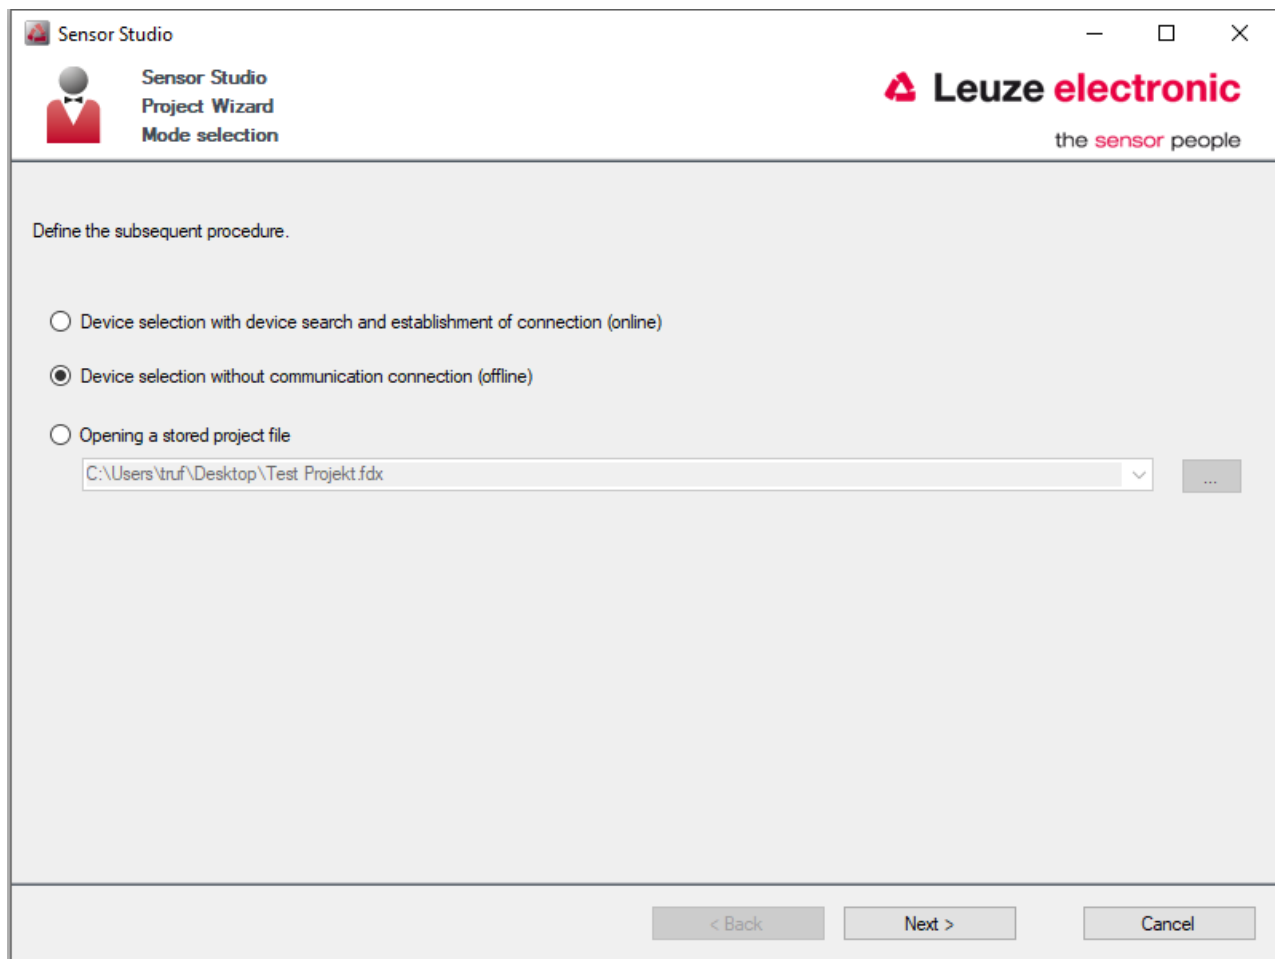 Sensor Studio
Sensor Studio
Project Wizard
Mode selection
Leuze electronic
the sensor people
Define the subsequent procedure.
Device selection with device search and establishment of connection (online)
Device selection without communication connection (offline)
Opening a stored project file
C:\Users\truf\Desktop\Test Projekt.fdx
...
< Back
Next >
Cancel